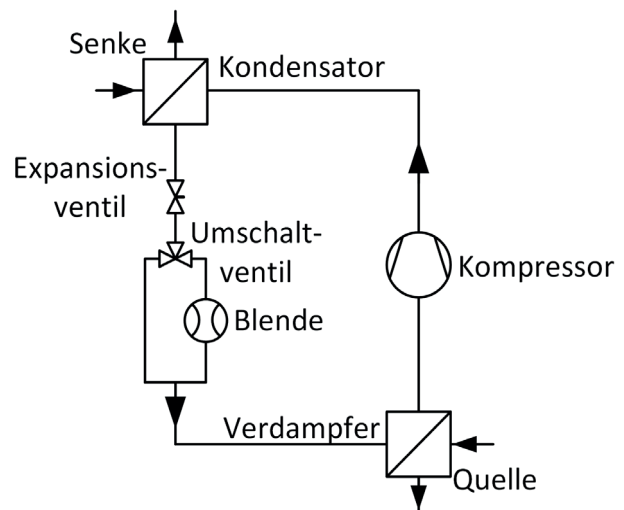 Senke
Kondensator
Expansions-
ventil
Umschalt-
ventil
Kompressor
Blende
Verdampfer
Quelle